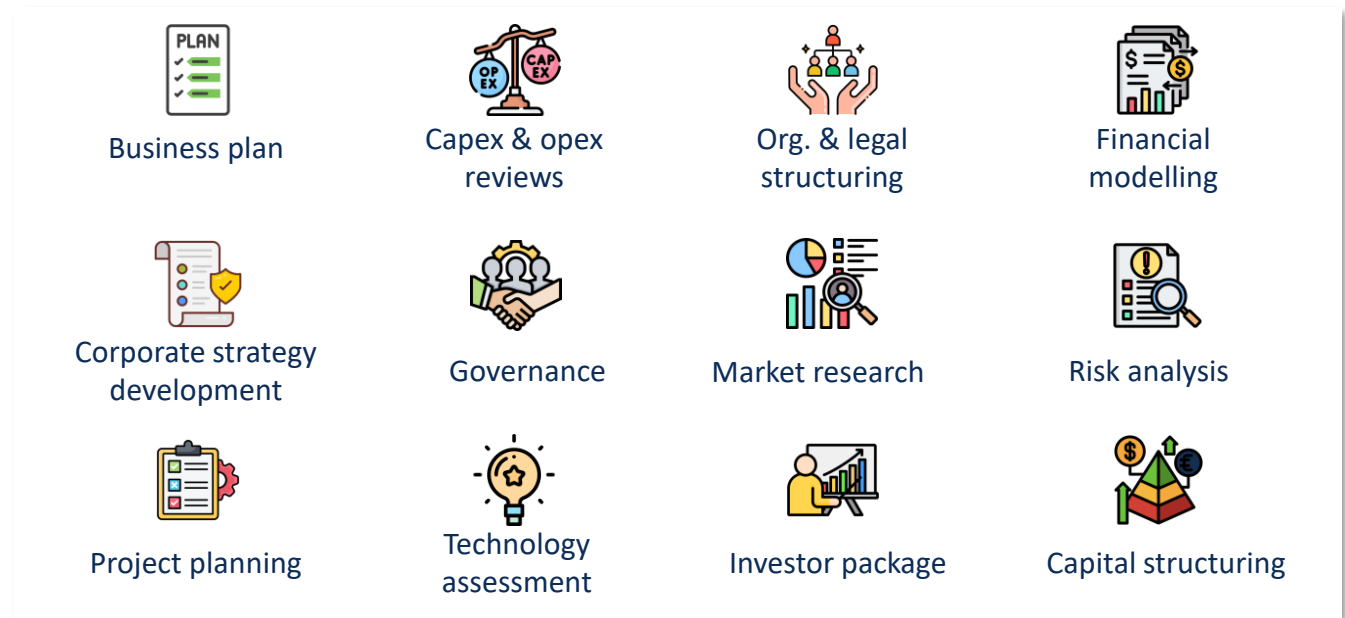 PLAN
OP
EX
CAP
EX
$
$
Business plan
Capex & opex
reviews
Org. & legal
structuring
Financial
modelling
!
Corporate strategy
development
Governance
Market research
Risk analysis
$
€
Project planning
Technology
assessment
Investor package
Capital structuring